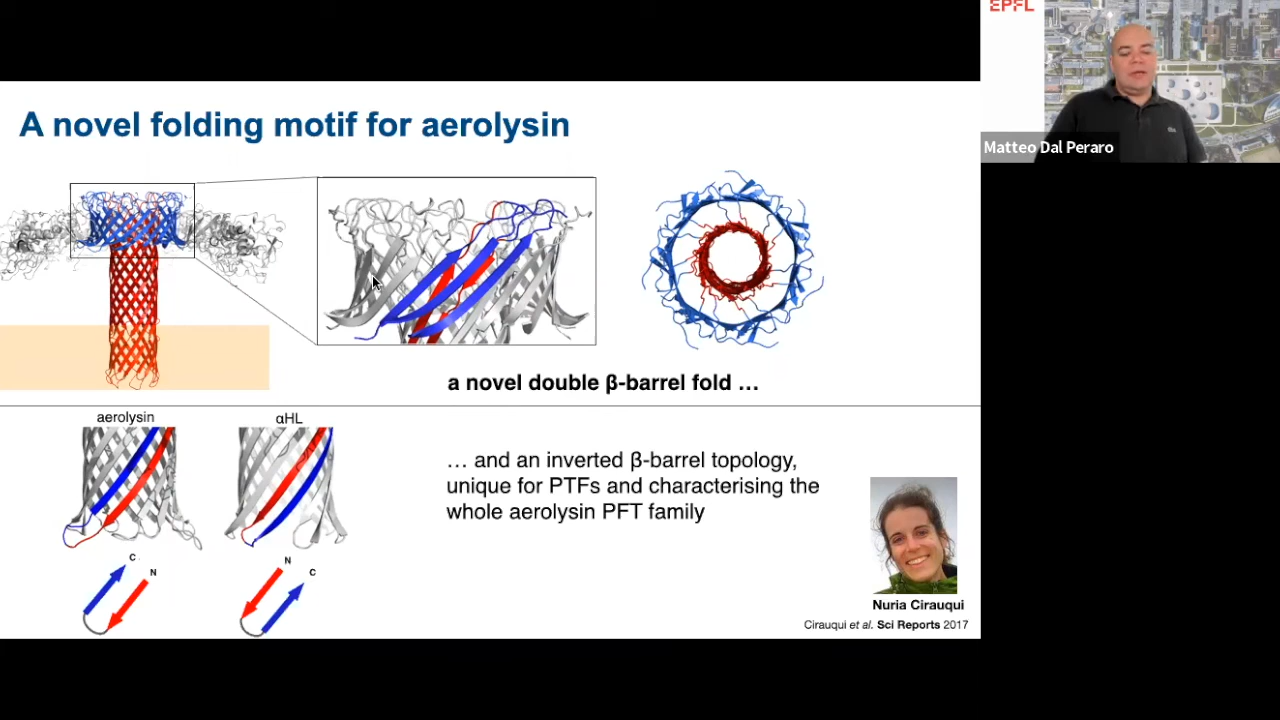 EPFL
Matteo Dal Peraro
A novel folding motif for aerolysin
a novel double β-barrel fold ...
aerolysin
αHL
... and an inverted β-barrel topology,
unique for PTFs and characterising the
whole aerolysin PFT family
C
N
N
C
Nuria Cirauqui
Cirauqui et al. Sci Reports 2017